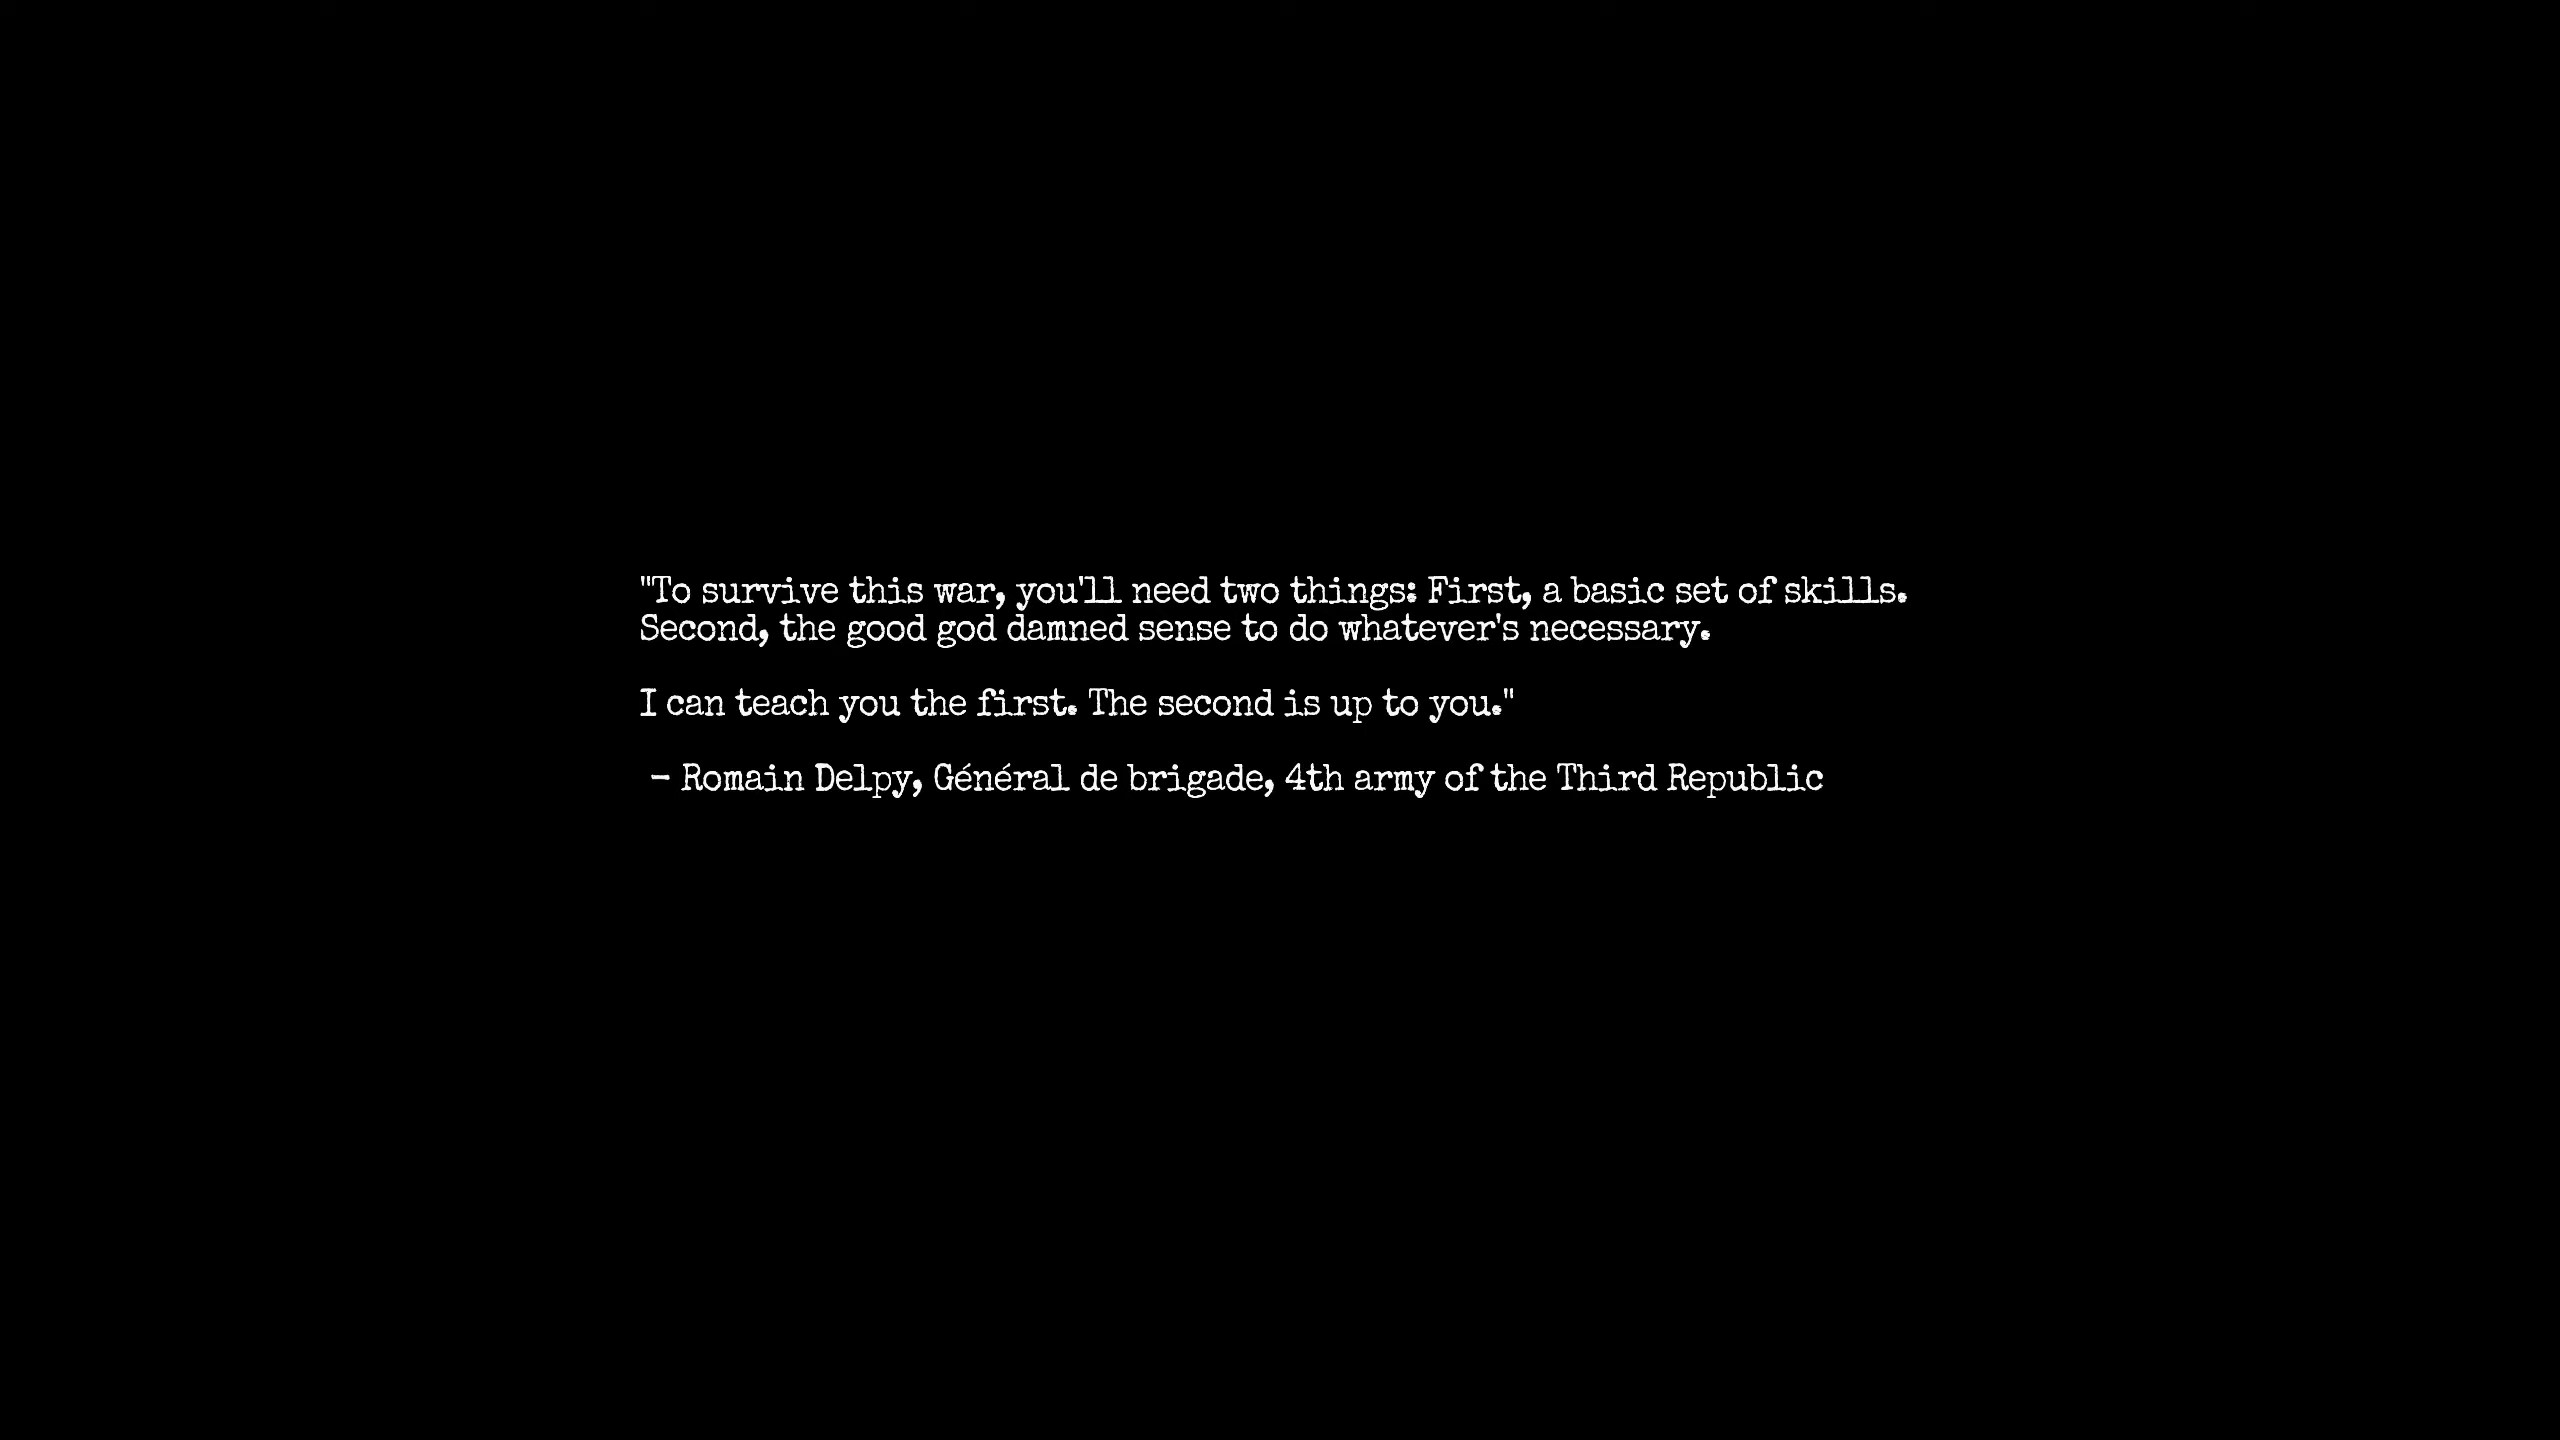 "To survive this war, you'll need two things: First, a basic set of skills.
Second, the good god damned sense to do whatever's necessary.
I can teach you the first. The second is up to you."
– Romain Delpy, Général de brigade, 4th army of the Third Republic